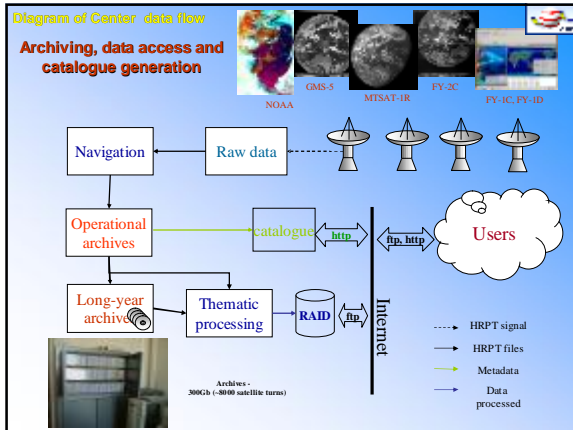 Diagram of Center data flow
Archiving, data access and
catalogue generation
GMS-5
FY-2C
MTSAT-1R
NOAA
FY-1C, FY-1D
Navigation
Raw data
Operational
archives
catalogue
http
ftp, http
Users
Long-year
archives
Thematic
processing
RAID
ftp
Internet
HRPT signal
HRPT files
Metadata
Data
processed
Archives -
300Gb (~8000 satellite turns)